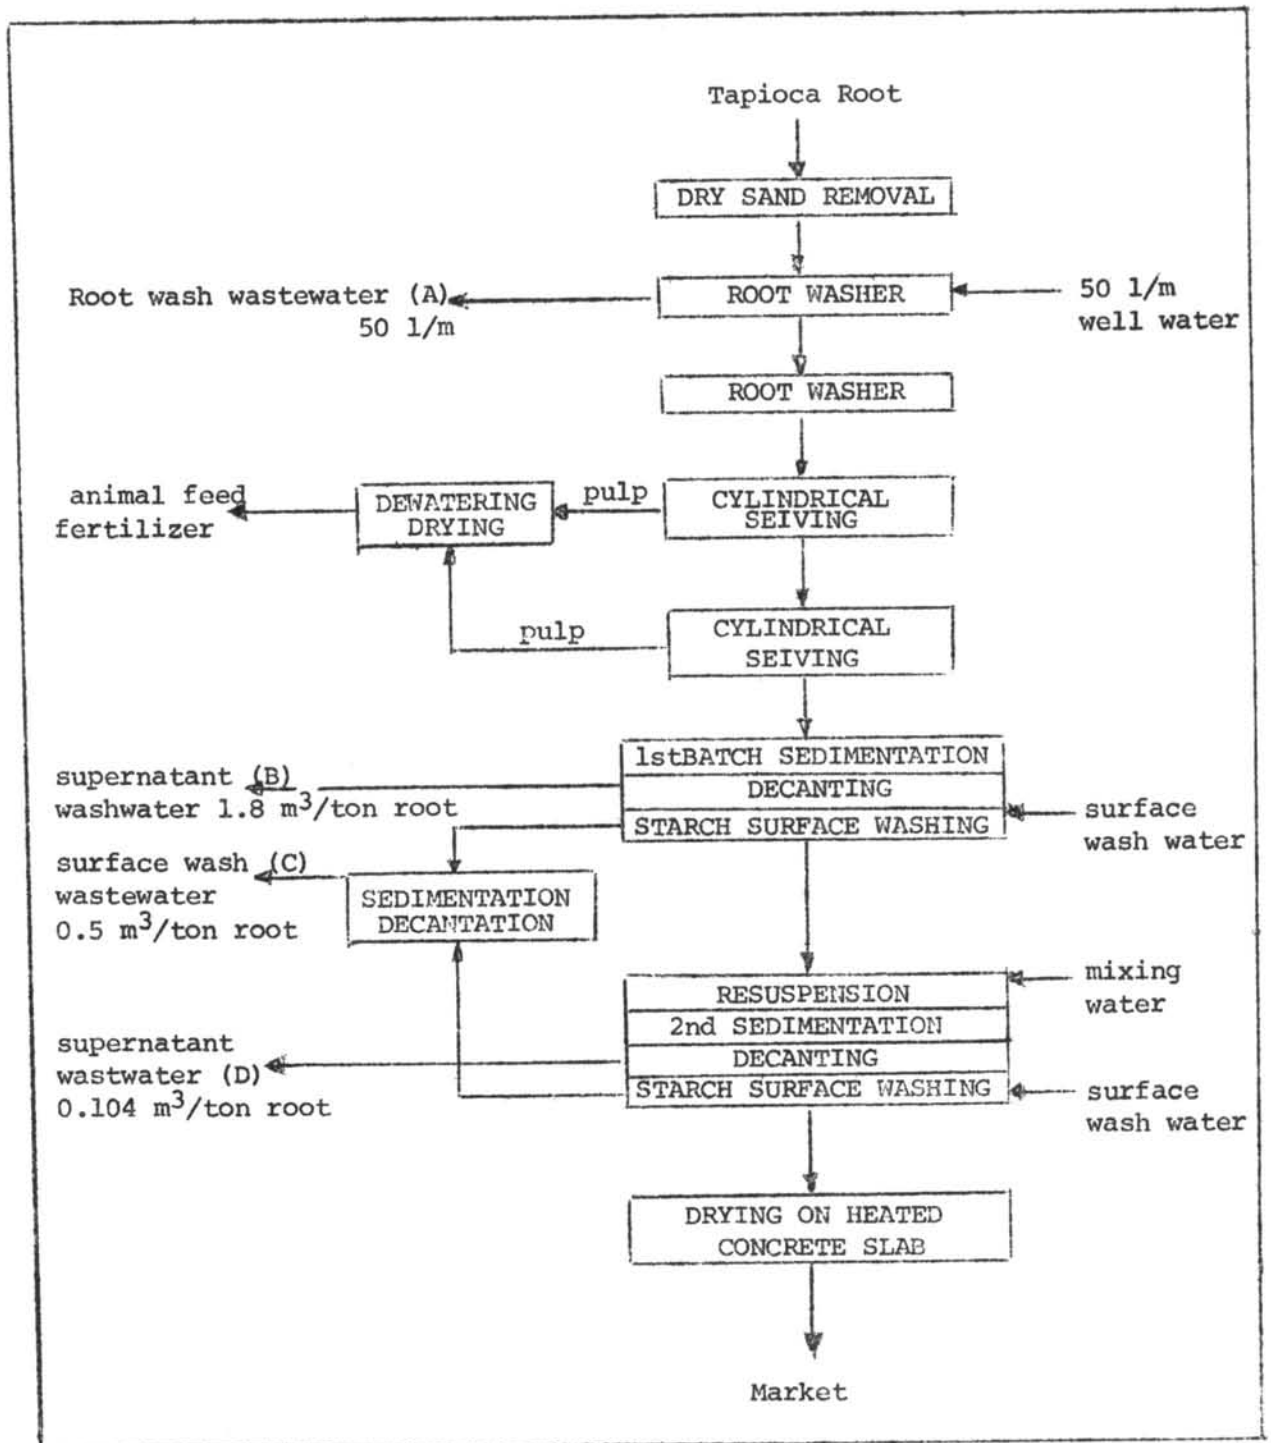 Tapioca Root
DRY SAND REMOVAL
Root wash wastewater (A)
50 l/m
ROOT WASHER
50 l/m
well water
ROOT WASHER
animal feed
fertilizer
DEWATERING
DRYING
pulp
CYLINDRICAL
SEIVING
pulp
CYLINDRICAL
SEIVING
1stBATCH SEDIMENTATION
DECANTING
STARCH SURFACE WASHING
supernatant (B)
washwater 1.8 m³/ton root
surface
wash water
surface wash (C)
wastewater
0.5 m³/ton root
SEDIMENTATION
DECANTATION
RESUSPENSION
2nd SEDIMENTATION
DECANTING
STARCH SURFACE WASHING
mixing
water
supernatant
wastwater (D)
0.104 m³/ton root
surface
wash water
DRYING ON HEATED
CONCRETE SLAB
Market